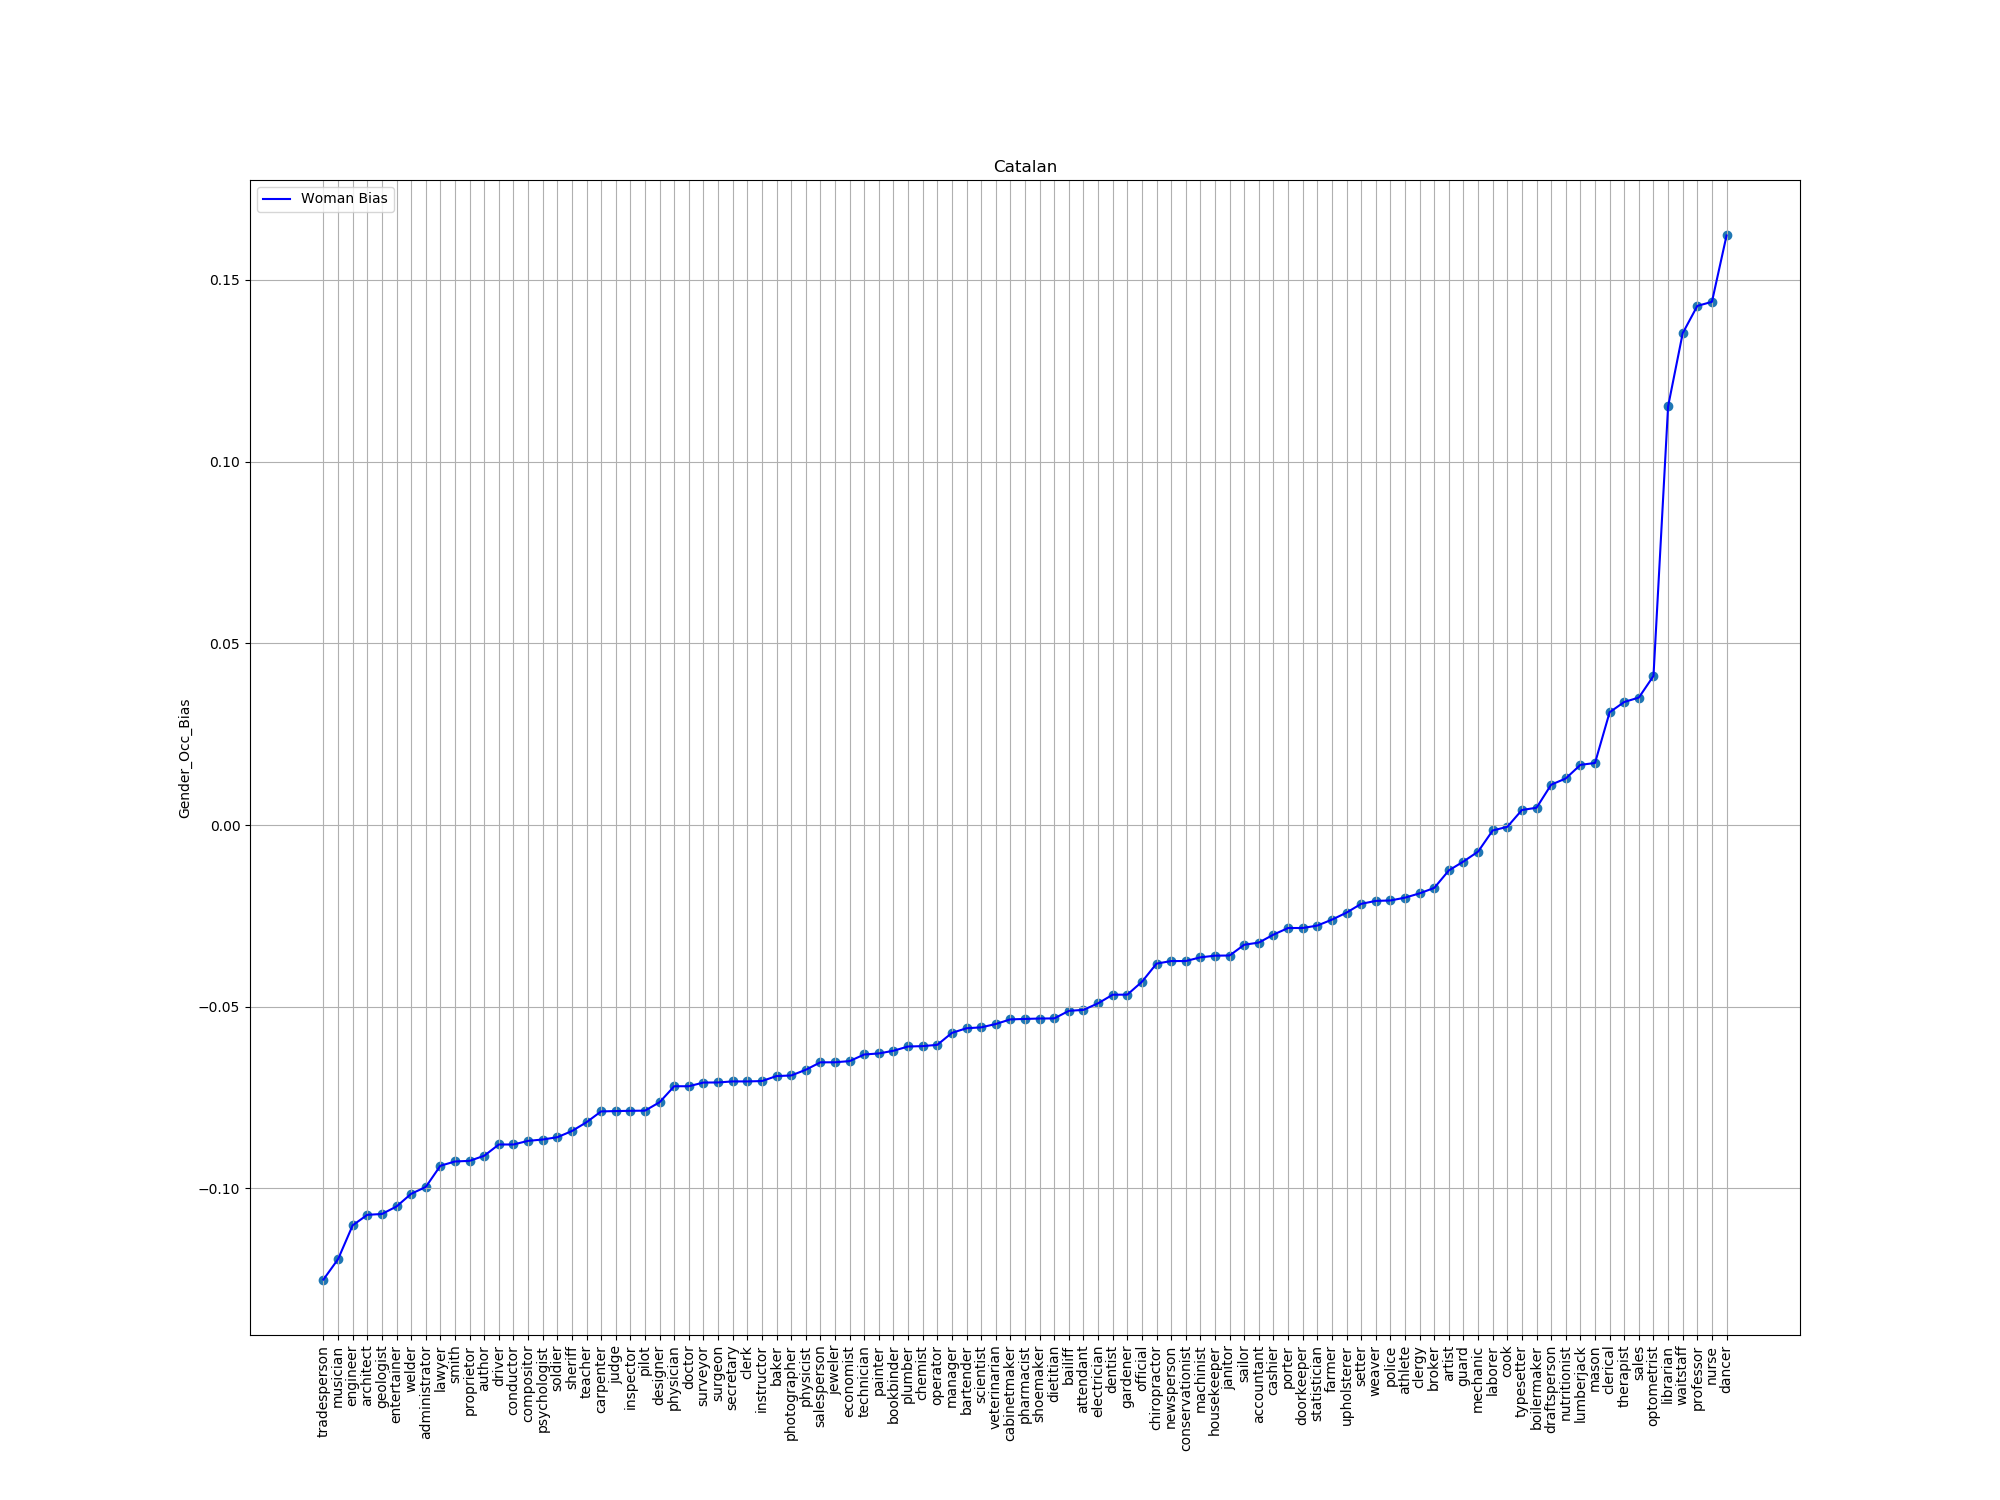 Catalan
Woman Bias
Gender_Occ_Bias
0.15
0.10
0.05
0.00
−0.05
−0.10
tradesperson
musician
engineer
architect
geologist
entertainer
welder
administrator
lawyer
smith
proprietor
author
driver
conductor
compositor
psychologist
soldier
sheriff
teacher
carpenter
judge
inspector
pilot
designer
physician
doctor
surveyor
surgeon
secretary
clerk
instructor
baker
photographer
physicist
salesperson
jeweler
economist
technician
painter
bookbinder
plumber
chemist
operator
manager
bartender
scientist
veterinarian
cabinetmaker
pharmacist
shoemaker
dietitian
bailiff
attendant
electrician
dentist
gardener
official
chiropractor
newsperson
conservationist
machinist
housekeeper
janitor
sailor
accountant
cashier
porter
doorkeeper
statistician
farmer
upholsterer
setter
weaver
police
athlete
clergy
broker
artist
guard
mechanic
laborer
cook
typesetter
boilermaker
draftsperson
nutritionist
lumberjack
mason
clerical
therapist
sales
optometrist
librarian
waitstaff
professor
nurse
dancer